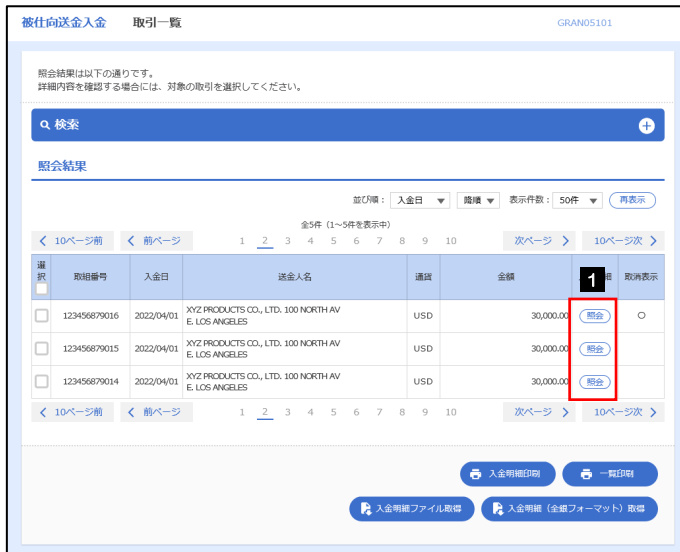 被仕向送金入金 取引一覧 GRAN05101
照会結果は以下の通りです。
詳細内容を確認する場合には、対象の取引を選択してください。
検索
照会結果
並び順： 入金日 降順 表示件数： 50件 再表示
全5件（1～5件を表示中）
10ページ前 前ページ 1 2 3 4 5 6 7 8 9 10 次ページ 10ページ次
選択 取組番号 入金日 送金人名 通貨 金額 1 細 取消表示
123456879016 2022/04/01 XYZ PRODUCTS CO., LTD. 100 NORTH AV USD 30,000.00 照会 ○
E. LOS ANGELES
123456879015 2022/04/01 XYZ PRODUCTS CO., LTD. 100 NORTH AV USD 30,000.00 照会
E. LOS ANGELES
123456879014 2022/04/01 XYZ PRODUCTS CO., LTD. 100 NORTH AV USD 30,000.00 照会
E. LOS ANGELES
10ページ前 前ページ 1 2 3 4 5 6 7 8 9 10 次ページ 10ページ次
入金明細印刷 一覧印刷
入金明細ファイル取得 入金明細（全銀フォーマット）取得